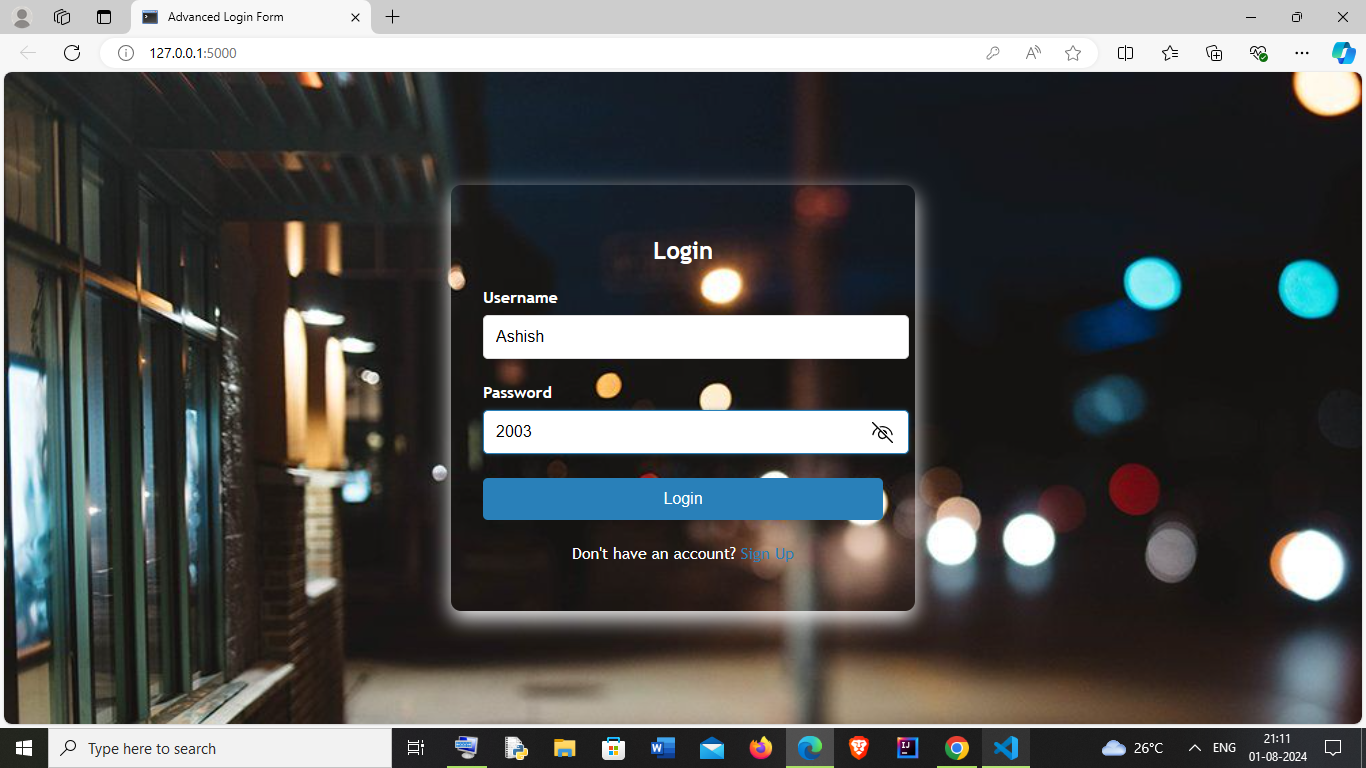 Advanced Login Form
127.0.0.1:5000
Login
Username
Ashish
Password
2003
Login
Don't have an account? Sign Up
Type here to search
26°C
ENG
21:11
01-08-2024